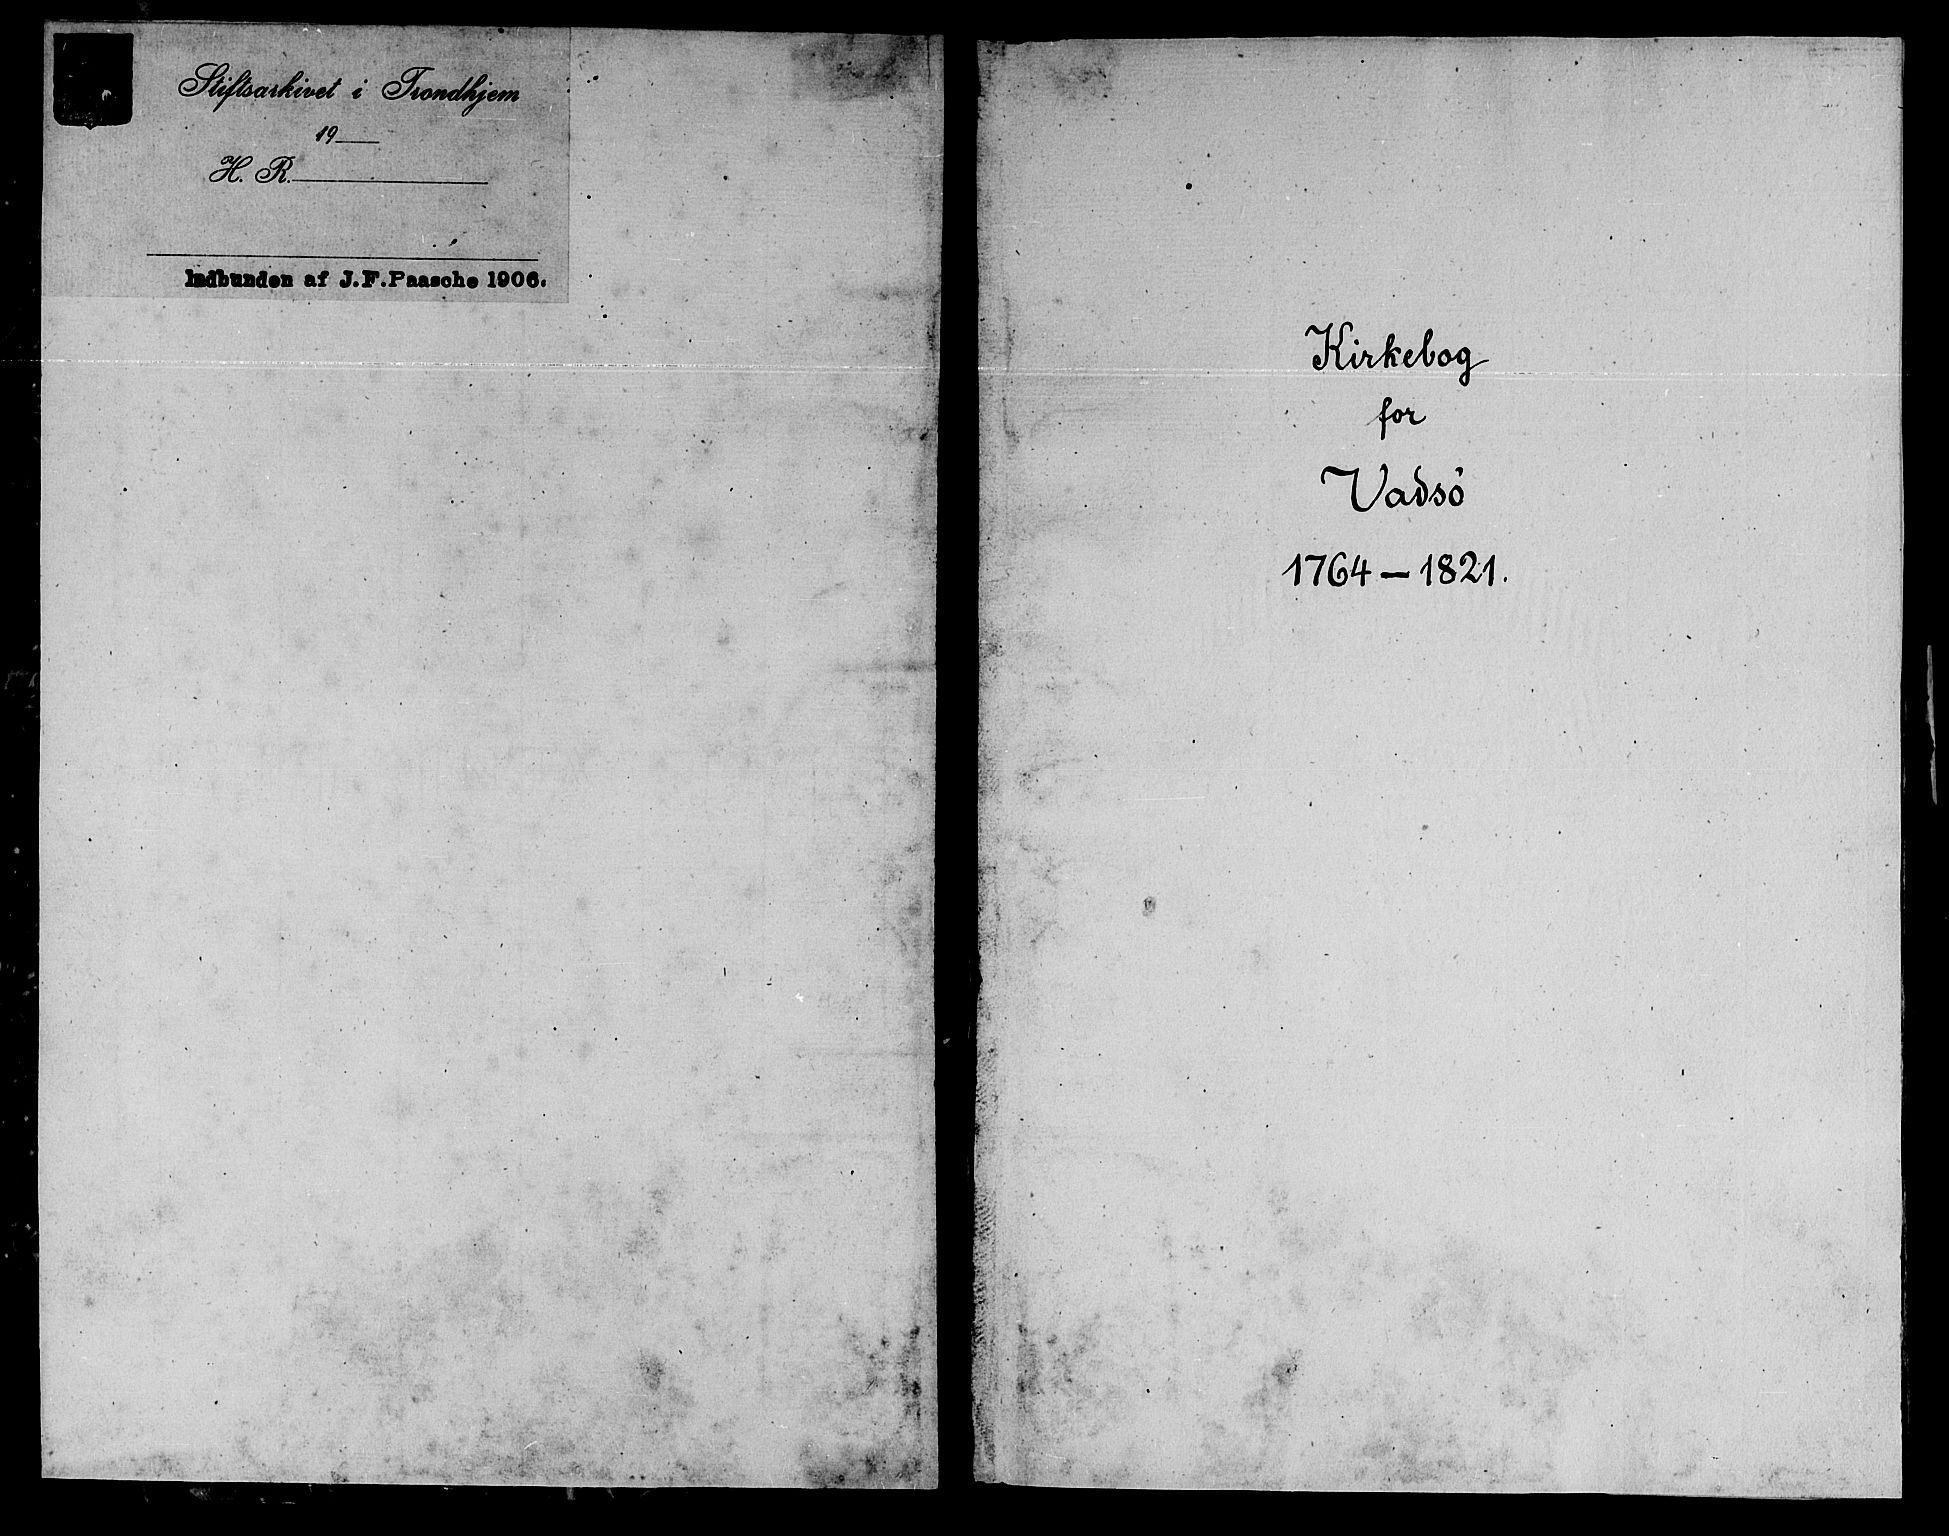 Stiftsarkivet i Trondhjem
19
H. R.
Indbunden af J. F. Paasche 1906.
Kirkebog
for
Vadsö
1764 – 1821.